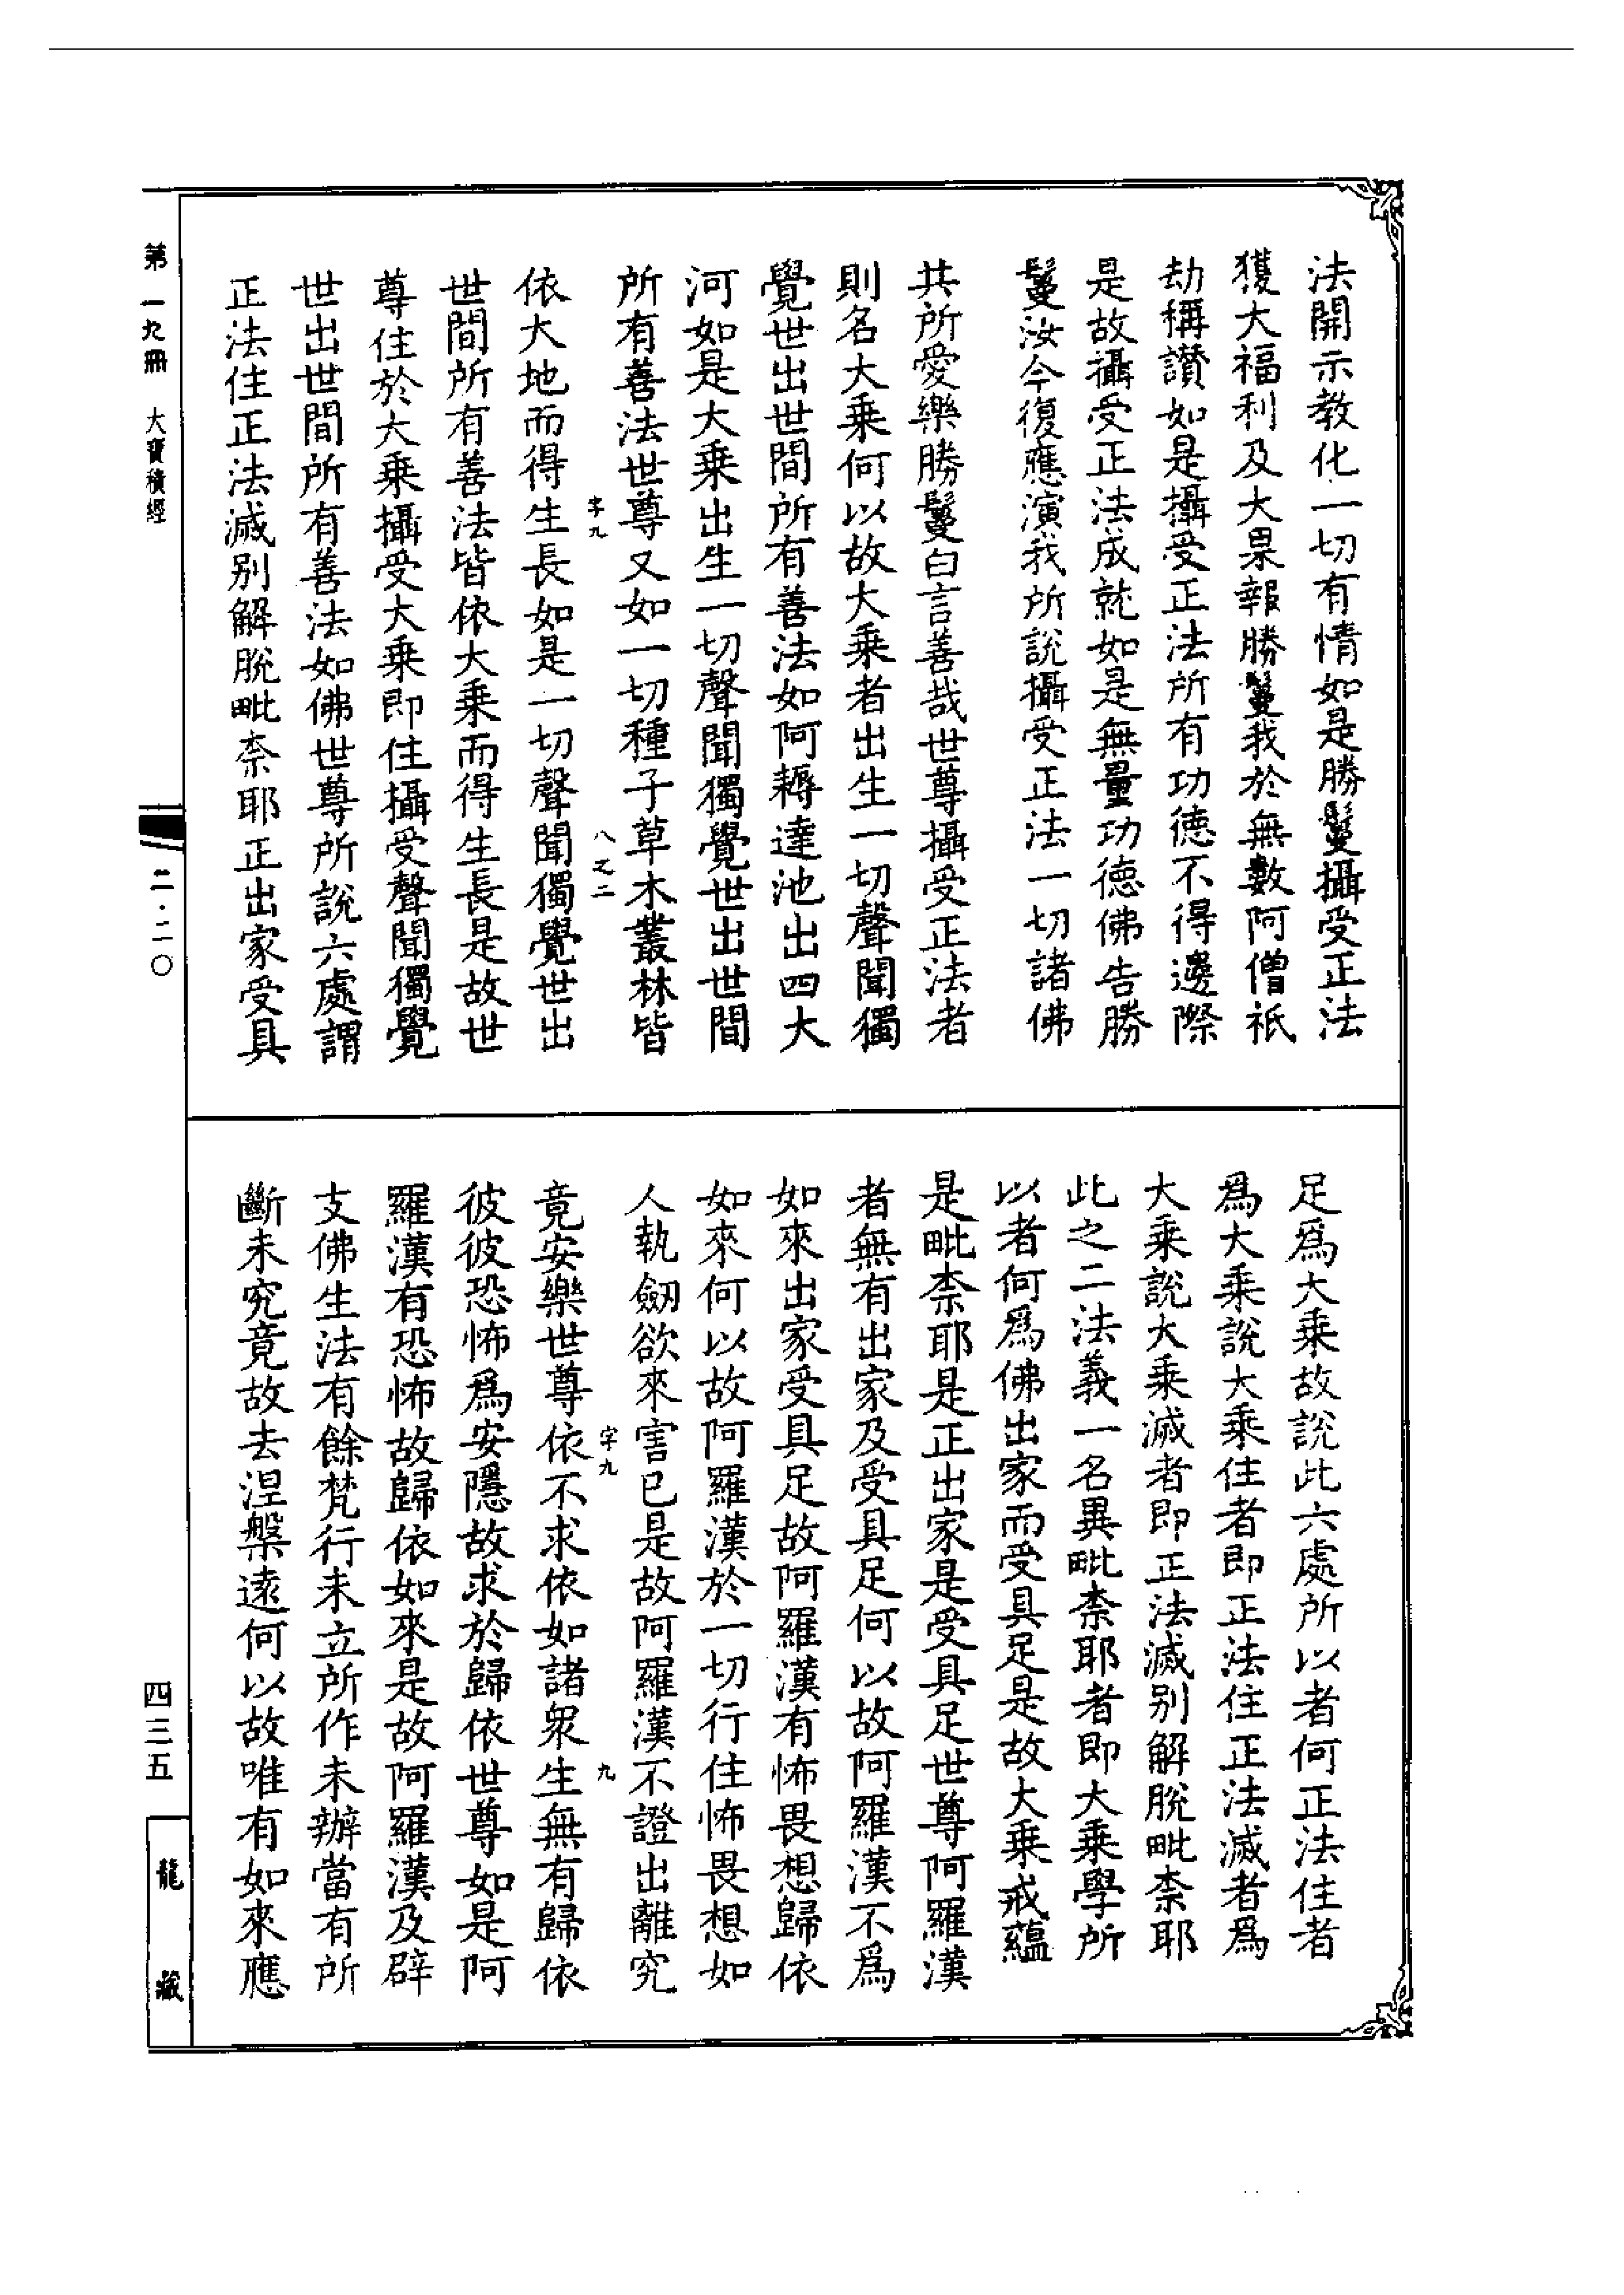 法開示教化一切有情如是勝鬘攝受正法
獲大福利及大果報勝鬘我於無數阿僧祇
劫稱讚如是攝受正法所有功德不得邊際
是故攝受正法成就如是無量功德佛告勝
鬘汝今復應演我所說攝受正法一切諸佛
共所愛樂勝鬘白言善哉世尊攝受正法者
則名大乘何以故大乘者出生一切聲聞獨
覺世出世間所有善法如阿耨達池出四大
河如是大乘出生一切聲聞獨覺世出世間
所有善法世尊又如一切種子草木叢林皆
字九 八之二
依大地而得生長如是一切聲聞獨覺世出
世間所有善法皆依大乘而得生長是故世
尊住於大乘攝受大乘即住攝受聲聞獨覺
世出世間所有善法如佛世尊所說六處謂
正法住正法滅別解脫毗奈耶正出家受具
足為大乘故說此六處所以者何正法住者
為大乘說大乘住者即正法住正法滅者為
大乘說大乘滅者即正法滅別解脫毗柰耶
此之二法義一名異毗柰耶者即大乘學所
以者何為佛出家而受具足是故大乘戒蘊
是毗柰耶是正出家是受具足世尊阿羅漢
者無有出家及受具足何以故阿羅漢不為
如來出家受具足故阿羅漢有怖畏想歸依
如來何以故阿羅漢於一切行住怖畏想如
人執劒欲來害已是故阿羅漢不證出離究
字九 九
竟安樂世尊依不求依如諸眾生無有歸依
彼彼恐怖為安隱故求於歸依世尊如是阿
羅漢有恐怖故歸依如來是故阿羅漢及辟
支佛生法有餘梵行未立所作未辦當有所
斷未究竟故去涅槃遠何以故唯有如來應
第一九冊 大寶積經
二·二〇
四三五
龍藏